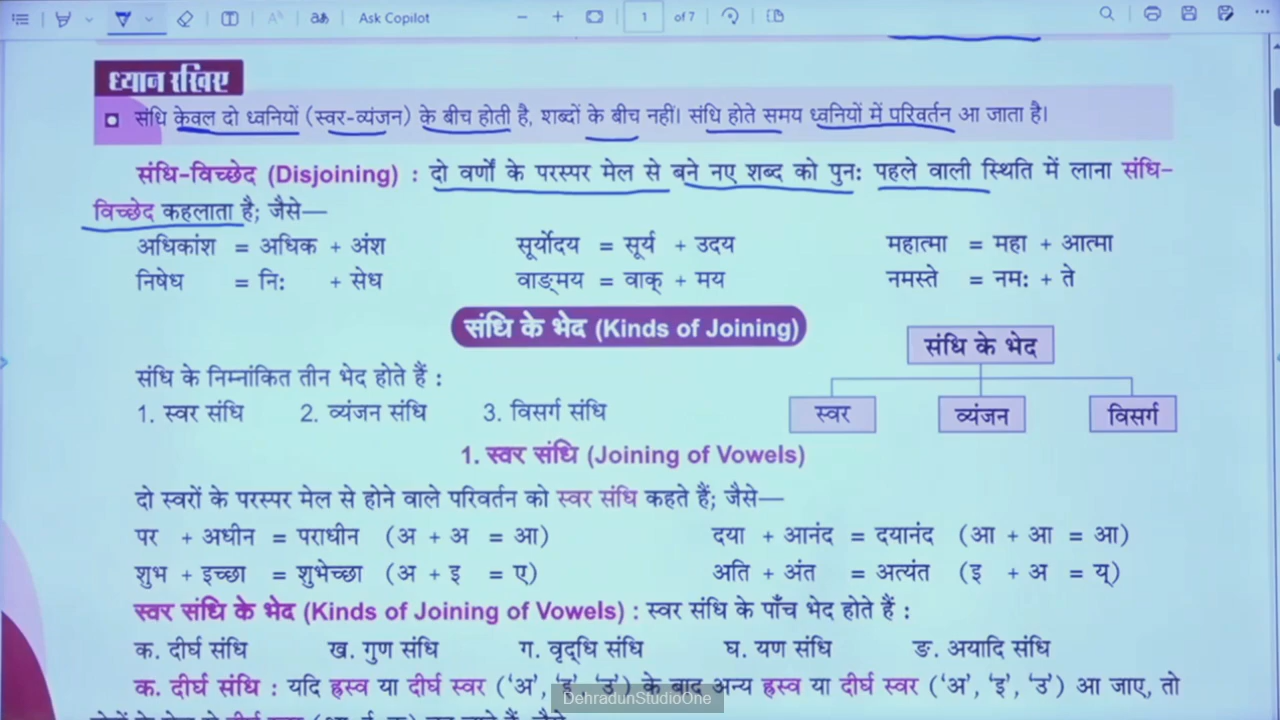 Ask Copilot
1
of 7
ध्यान रखिए
संधि केवल दो ध्वनियों (स्वर-व्यंजन) के बीच होती है, शब्दों के बीच नहीं। संधि होते समय ध्वनियों में परिवर्तन आ जाता है।
संधि-विच्छेद (Disjoining) : दो वर्णों के परस्पर मेल से बने नए शब्द को पुनः पहले वाली स्थिति में लाना संधि-
विच्छेद कहलाता है; जैसे—
अधिकांश = अधिक + अंश सूर्योदय = सूर्य + उदय महात्मा = महा + आत्मा
निषेध = निः + सेध वाङ्मय = वाक् + मय नमस्ते = नमः + ते
संधि के भेद (Kinds of Joining)
संधि के भेद
संधि के निम्नांकित तीन भेद होते हैं :
1. स्वर संधि 2. व्यंजन संधि 3. विसर्ग संधि
स्वर व्यंजन विसर्ग
1. स्वर संधि (Joining of Vowels)
दो स्वरों के परस्पर मेल से होने वाले परिवर्तन को स्वर संधि कहते हैं; जैसे—
पर + अधीन = पराधीन (अ + अ = आ) दया + आनंद = दयानंद (आ + आ = आ)
शुभ + इच्छा = शुभेच्छा (अ + इ = ए) अति + अंत = अत्यंत (इ + अ = य्)
स्वर संधि के भेद (Kinds of Joining of Vowels) : स्वर संधि के पाँच भेद होते हैं :
क. दीर्घ संधि ख. गुण संधि ग. वृद्धि संधि घ. यण संधि ङ. अयादि संधि
क. दीर्घ संधि : यदि ह्रस्व या दीर्घ स्वर ('अ', 'इ', 'उ') के बाद अन्य ह्रस्व या दीर्घ स्वर ('अ', 'इ', 'उ') आ जाए, तो
DehradunStudioOne